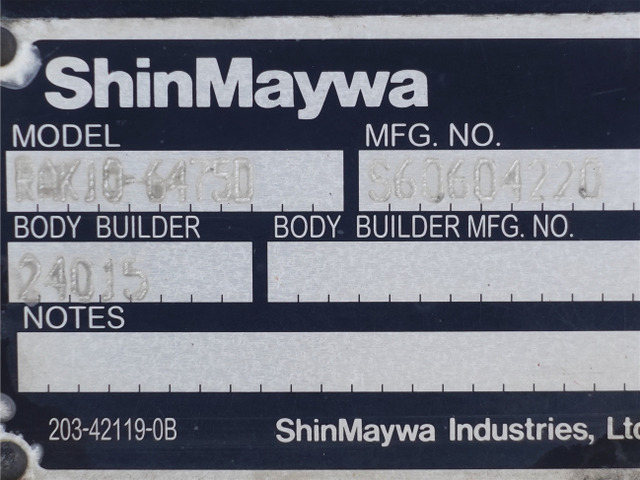 ShinMaywa
MODEL MFG. NO.
RAK10-6475D S60604220
BODY BUILDER BODY BUILDER MFG. NO.
24015
NOTES
203-42119-0B ShinMaywa Industries, Ltd